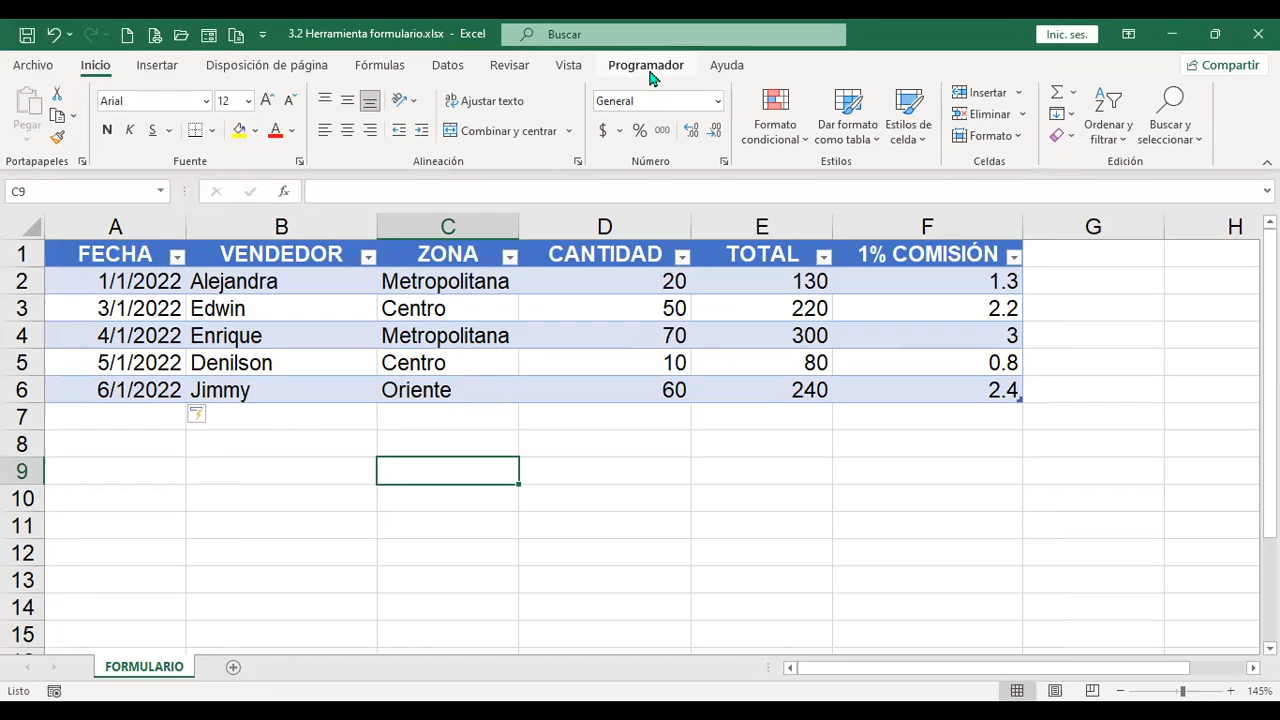 3.2 Herramienta formulario.xlsx - Excel
Buscar
Inic. ses.
Archivo Inicio Insertar Disposición de página Fórmulas Datos Revisar Vista Programador Ayuda
Compartir
Pegar
Portapapeles
Arial 12
N K S
Fuente
Ajustar texto
Combinar y centrar
Alineación
General
$ % 000
Número
Formato condicional
Dar formato como tabla
Estilos de celda
Estilos
Insertar
Eliminar
Formato
Celdas
Ordenar y filtrar
Buscar y seleccionar
Edición
C9
fx
A B C D E F G H
1 FECHA VENDEDOR ZONA CANTIDAD TOTAL 1% COMISIÓN
2 1/1/2022 Alejandra Metropolitana 20 130 1.3
3 3/1/2022 Edwin Centro 50 220 2.2
4 4/1/2022 Enrique Metropolitana 70 300 3
5 5/1/2022 Denilson Centro 10 80 0.8
6 6/1/2022 Jimmy Oriente 60 240 2.4
7
8
9
10
11
12
13
14
15
FORMULARIO
Listo
145%